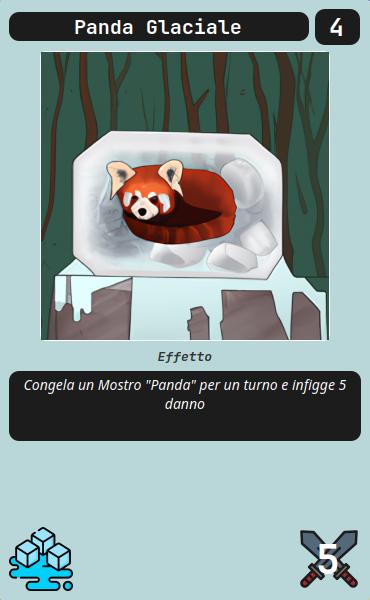 Panda Glaciale
4
Effetto
Congela un Mostro "Panda" per un turno e infigge 5
danno
5